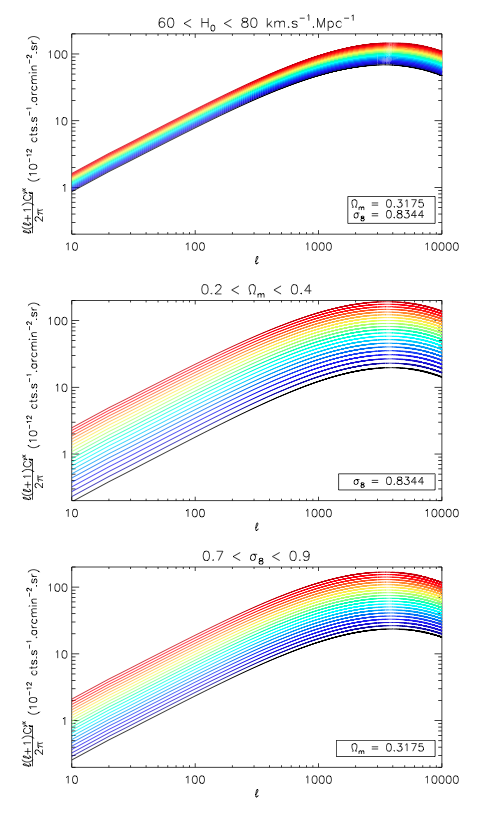 60 < H₀ < 80 km.s⁻¹.Mpc⁻¹
100
10
1
ℓ(ℓ+1)Cℓ / 2π (10⁻¹² cts.s⁻¹.arcmin⁻².sr)
Ωₘ = 0.3175
σ₈ = 0.8344
10 100 1000 10000
ℓ
0.2 < Ωₘ < 0.4
100
10
1
ℓ(ℓ+1)Cℓ / 2π (10⁻¹² cts.s⁻¹.arcmin⁻².sr)
σ₈ = 0.8344
10 100 1000 10000
ℓ
0.7 < σ₈ < 0.9
100
10
1
ℓ(ℓ+1)Cℓ / 2π (10⁻¹² cts.s⁻¹.arcmin⁻².sr)
Ωₘ = 0.3175
10 100 1000 10000
ℓ